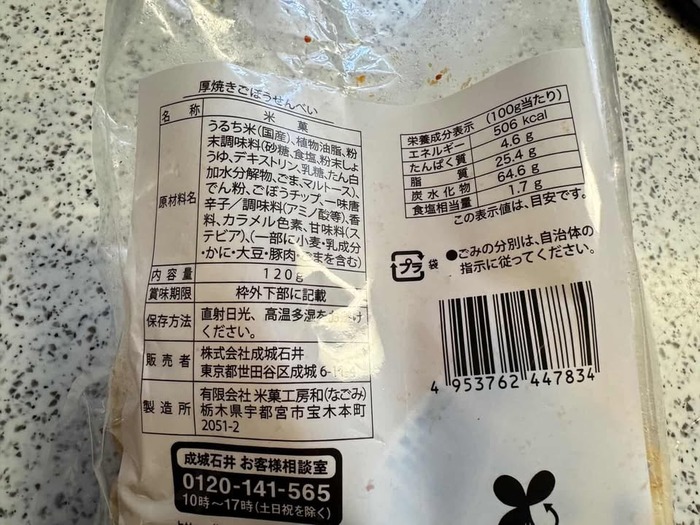 厚焼きごぼうせんべい
名称 米菓
原材料名 うるち米(国産)、植物油脂、粉
末調味料(砂糖、食塩、粉末しょ
うゆ、デキストリン、乳糖、たん白
加水分解物、ごま、マルトース)、
でん粉、ごぼうチップ、一味唐
辛子/調味料(アミノ酸等)、香
料、カラメル色素、甘味料(ス
テビア)、(一部に小麦・乳成分
・かに・大豆・豚肉・ごまを含む)
内容量 120g
賞味期限 枠外下部に記載
保存方法 直射日光、高温多湿をお避け
ください。
販売者 株式会社成城石井
東京都世田谷区成城6-11-4
製造所 有限会社 米菓工房和(なごみ)
栃木県宇都宮市宝木本町
2051-2
成城石井 お客様相談室
0120-141-565
10時～17時(土日祝を除く)
栄養成分表示 (100g当たり)
エネルギー 506 kcal
たんぱく質 4.6 g
脂質 25.4 g
炭水化物 64.6 g
食塩相当量 1.7 g
この表示値は、目安です。
プラ 袋
●ごみの分別は、自治体の
指示に従ってください。
4 953762 447834